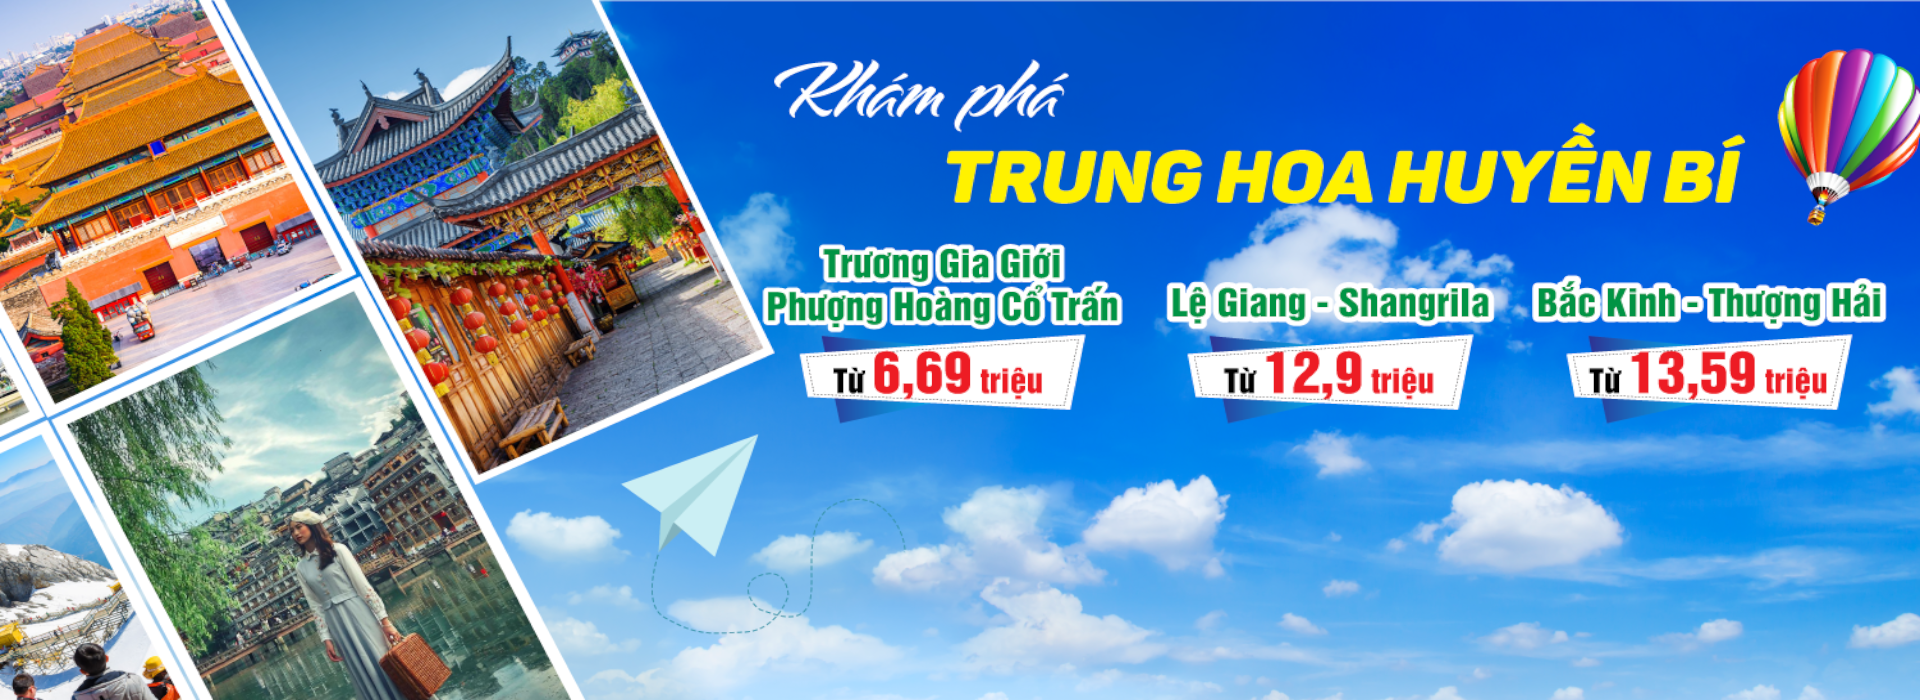 Khám phá
TRUNG HOA HUYỀN BÍ
Trương Gia Giới
Phượng Hoàng Cổ Trấn
Từ 6,69 triệu
Lệ Giang - Shangrila
Từ 12,9 triệu
Bắc Kinh - Thượng Hải
Từ 13,59 triệu